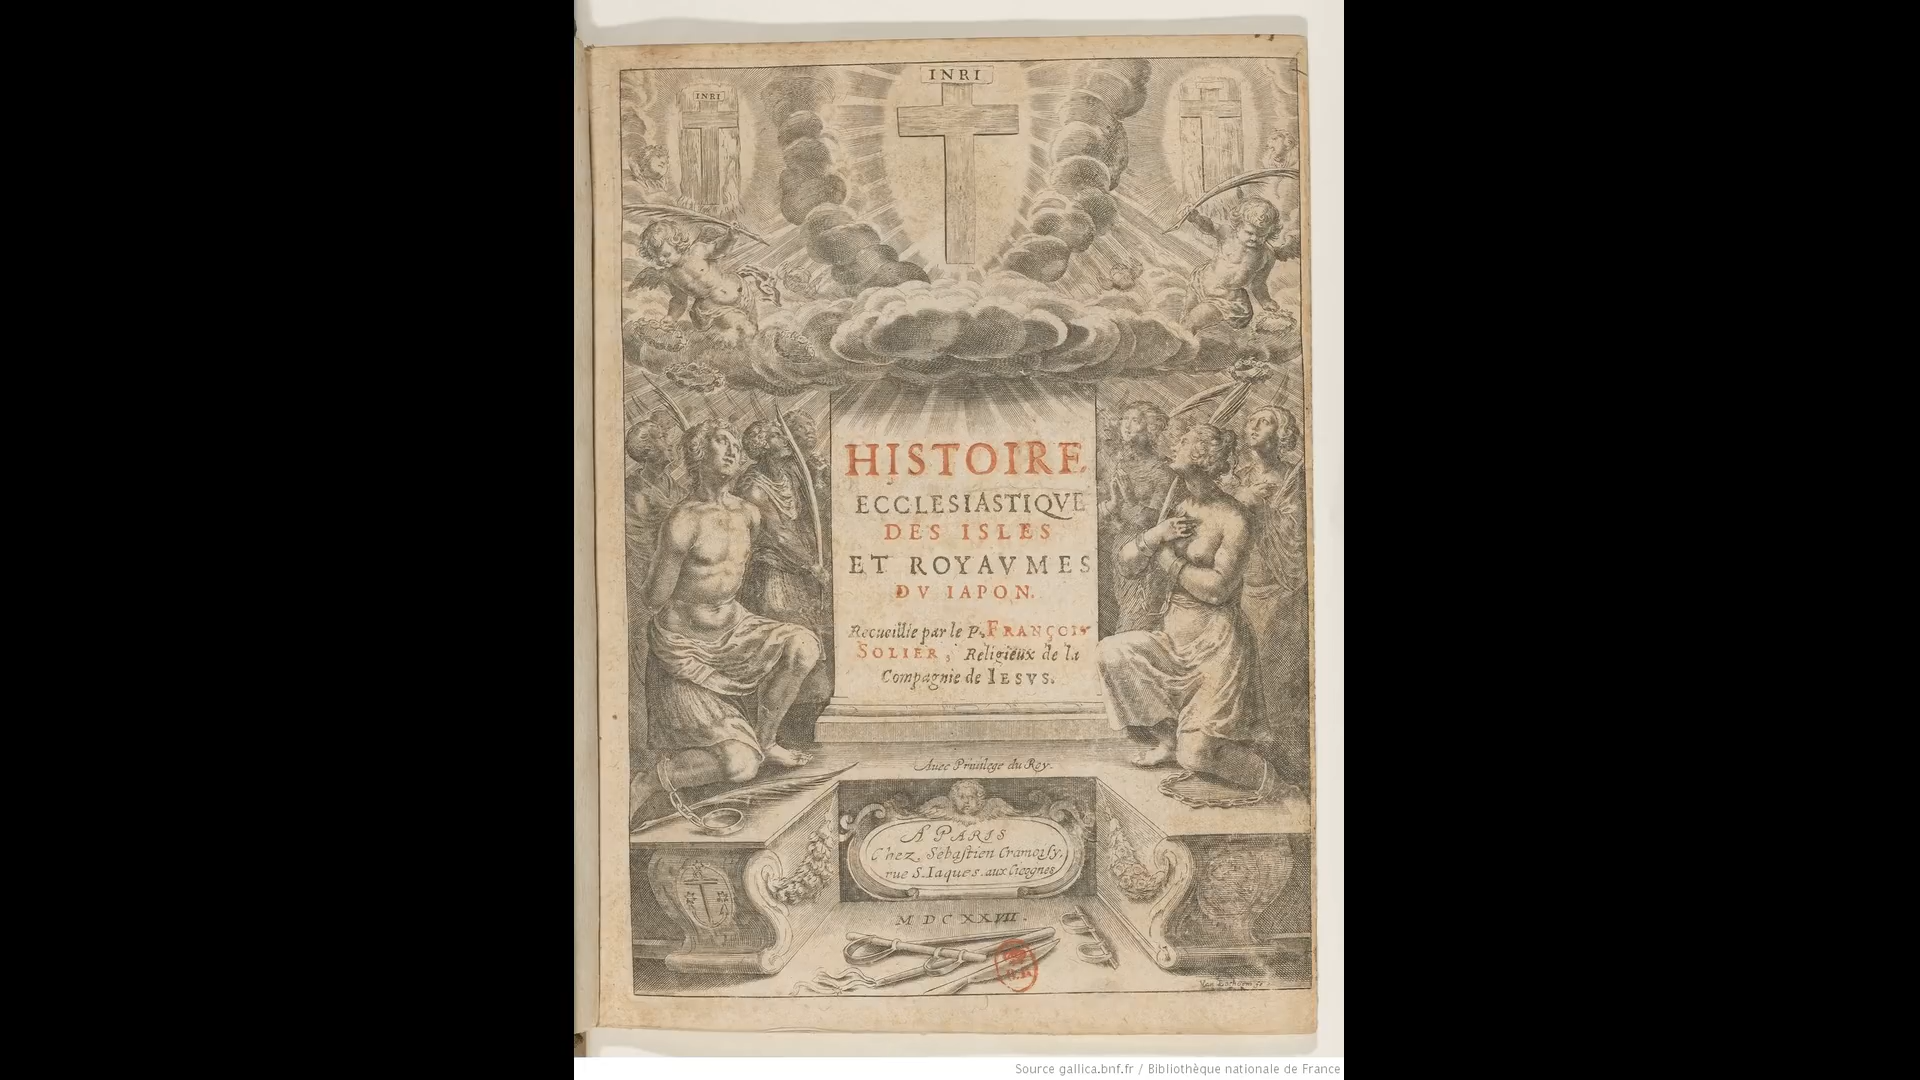 INRI
INRI
HISTOIRE
ECCLESIASTIQVE
DES ISLES
ET ROYAVMES
DV IAPON.
Recueillie par le P. FRANÇOIS
SOLIER, Religieux de la
Compagnie de IESVS.
Auec Priuilege du Roy.
A PARIS
Chez, Sebastien Cramoisy,
rue S. Iaques. aux Cicognes
MDCXXVII.
Source gallica.bnf.fr / Bibliothèque nationale de France